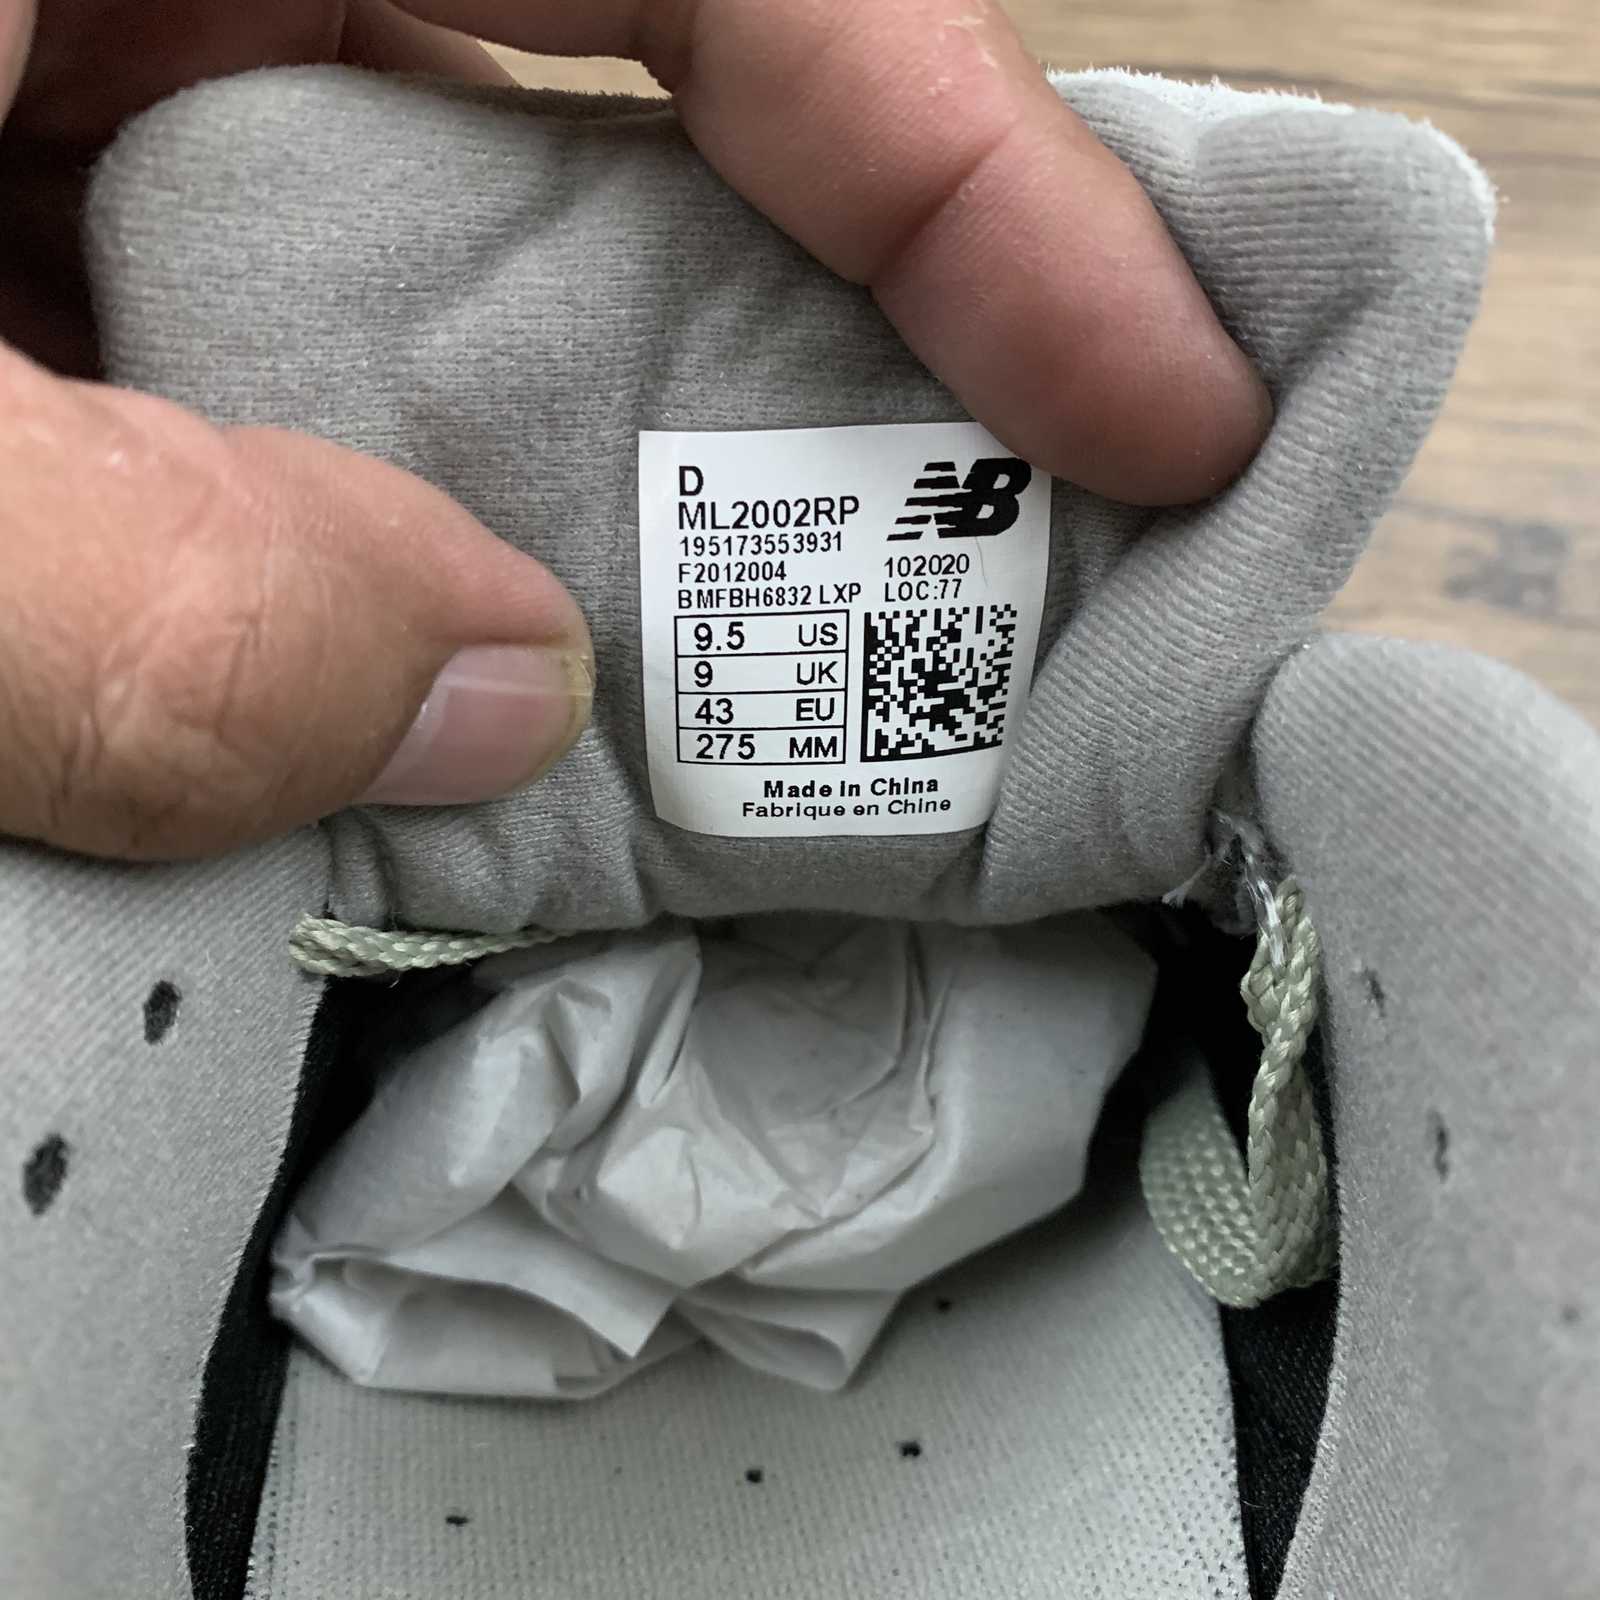 D
NB
ML2002RP
195173553931
F2012004 102020
BMFBH6832 LXP LOC:77
9.5 US
9 UK
43 EU
275 MM
Made in China
Fabrique en Chine